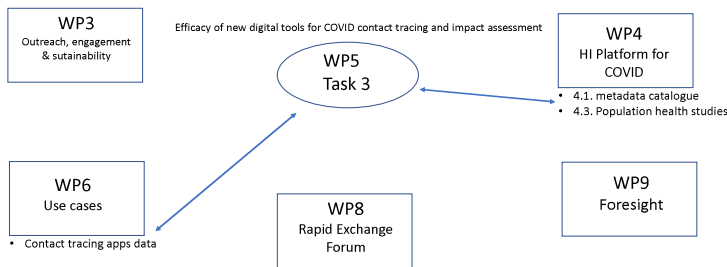 WP3
Outreach, engagement
& sutainability
Efficacy of new digital tools for COVID contact tracing and impact assessment
WP5
Task 3
WP4
HI Platform for
COVID
• 4.1. metadata catalogue
• 4.3. Population health studies
WP6
Use cases
• Contact tracing apps data
WP8
Rapid Exchange
Forum
WP9
Foresight